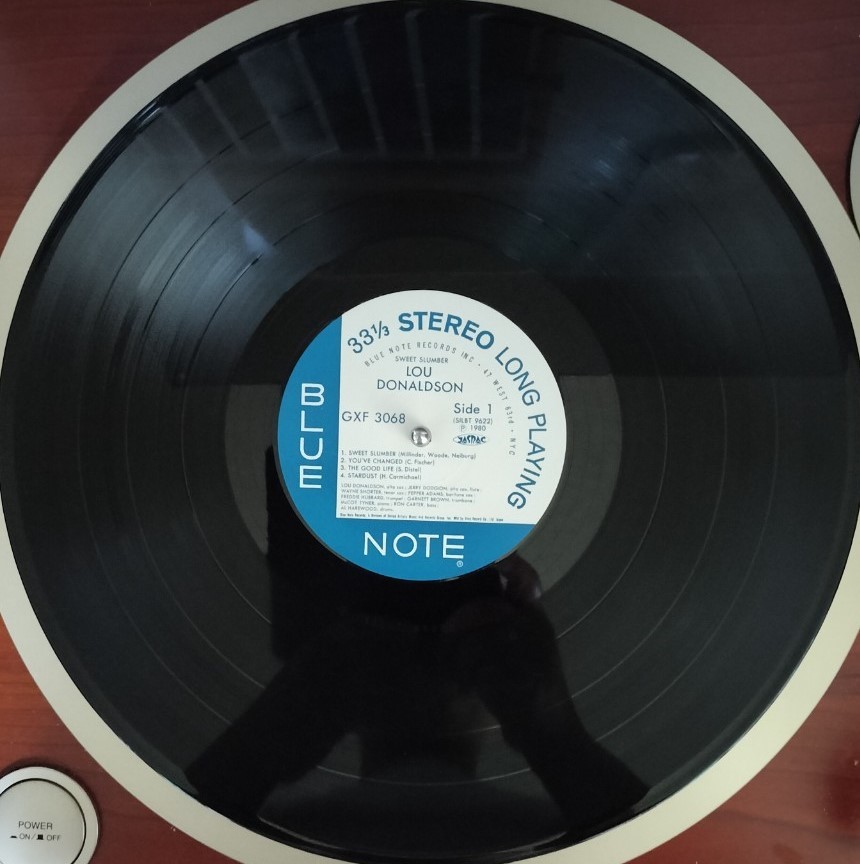 33⅓ STEREO LONG PLAYING
BLUE NOTE RECORDS INC • 47 WEST 63rd • NYC
SWEET SLUMBER
LOU
DONALDSON
GXF 3068
Side 1
(SILBT 9622)
℗ 1980
JASRAC
1. SWEET SLUMBER (Millinder, Woode, Neiburg)
2. YOU'VE CHANGED (C. Fischer)
3. THE GOOD LIFE (S. Distel)
4. STARDUST (H. Carmichael)
LOU DONALDSON, alto sax; JERRY DODGION, alto sax, flute;
WAYNE SHORTER, tenor sax; PEPPER ADAMS, baritone sax;
FREDDIE HUBBARD, trumpet; GARNETT BROWN, trombone;
McCOY TYNER, piano; RON CARTER, bass;
AL HAREWOOD, drums.
BLUE
NOTE
®
POWER
ON / OFF